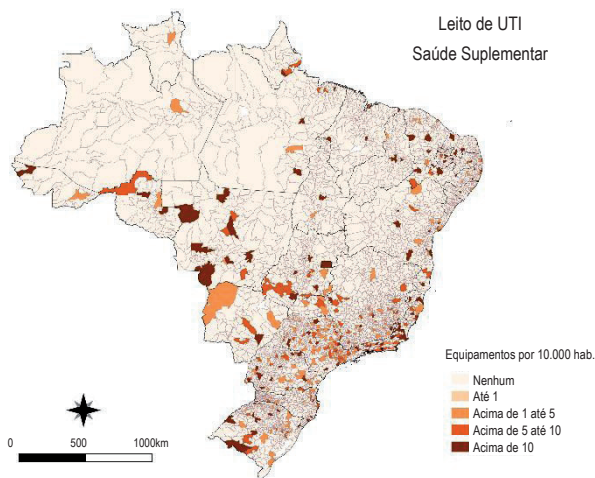 Leito de UTI
Saúde Suplementar
Equipamentos por 10.000 hab.
Nenhum
Até 1
Acima de 1 até 5
Acima de 5 até 10
Acima de 10
0 500 1000km